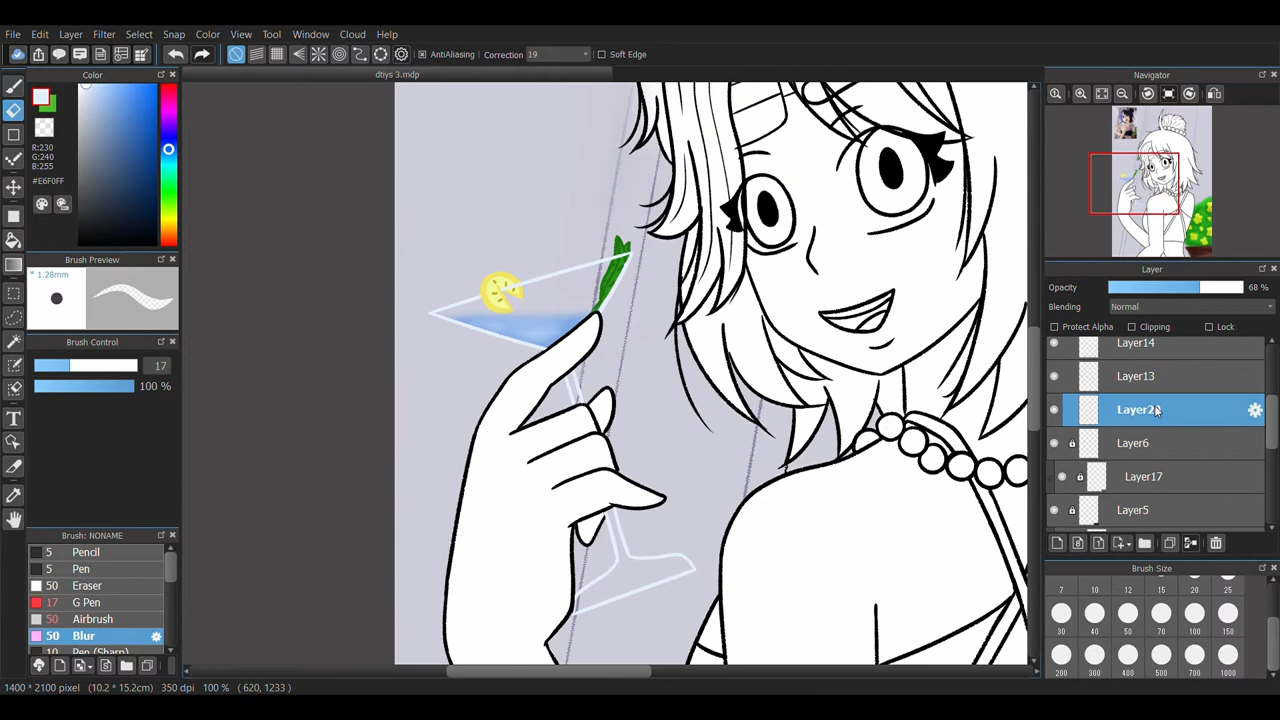 File Edit View Layer Filter Select Snap Color View Tool Window Cloud Help
AntiAliasing Correction 19 Soft Edge
Color
dtiys 3.mdp
Navigator
R:230
G:240
B:255
#E6F0FF
Brush Preview
* 1.28mm
Brush Control
17
100 %
Layer
Opacity 68 %
Blending Normal
Protect Alpha Clipping Lock
Layer14
Layer13
Layer2
Layer6
Layer17
Layer5
Brush: NONAME
5 Pencil
5 Pen
50 Eraser
17 G Pen
50 Airbrush
50 Blur
10 Pen (Sharp)
Brush Size
7 10 12 15 20 25
30 40 50 70 100 150
200 300 400 500 700 1000
1400 * 2100 pixel (10.2 * 15.2cm) 350 dpi 100 % ( 620, 1233 )